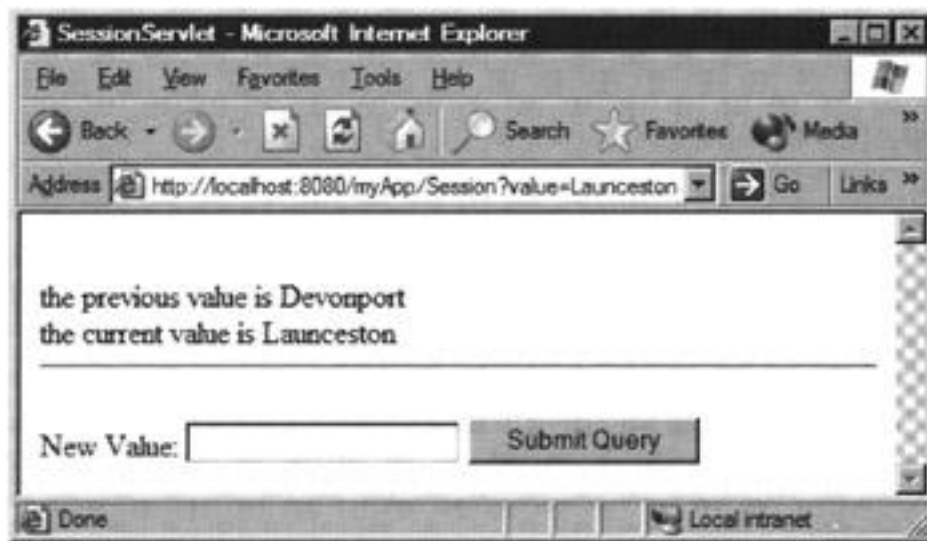 SessionServlet - Microsoft Internet Explorer
File Edit View Favorites Tools Help
Back Search Favorites Media »
Address http://localhost:8080/myApp/Session?value=Launceston Go Links »
the previous value is Devonport
the current value is Launceston
New Value: Submit Query
Done Local intranet